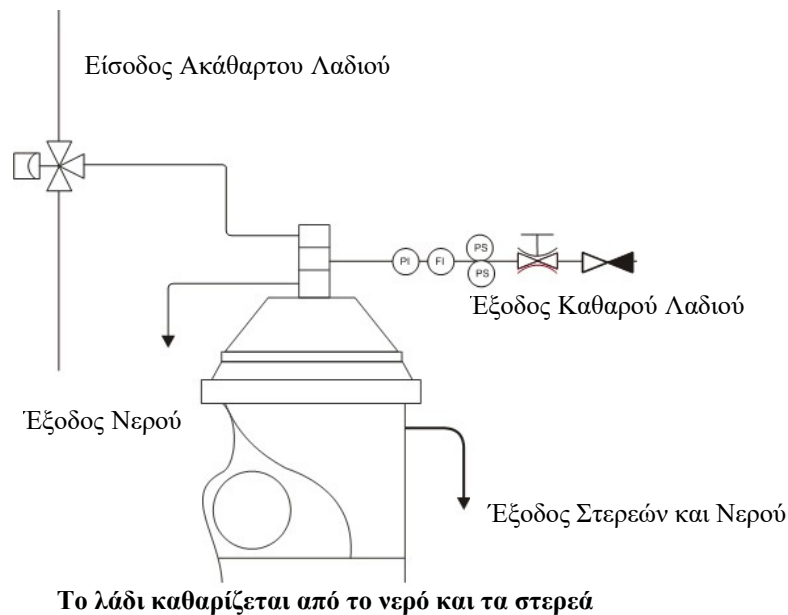 Είσοδος Ακάθαρτου Λαδιού
PI FI PS
PS
Έξοδος Καθαρού Λαδιού
Έξοδος Νερού
Έξοδος Στερεών και Νερού
Το λάδι καθαρίζεται από το νερό και τα στερεά